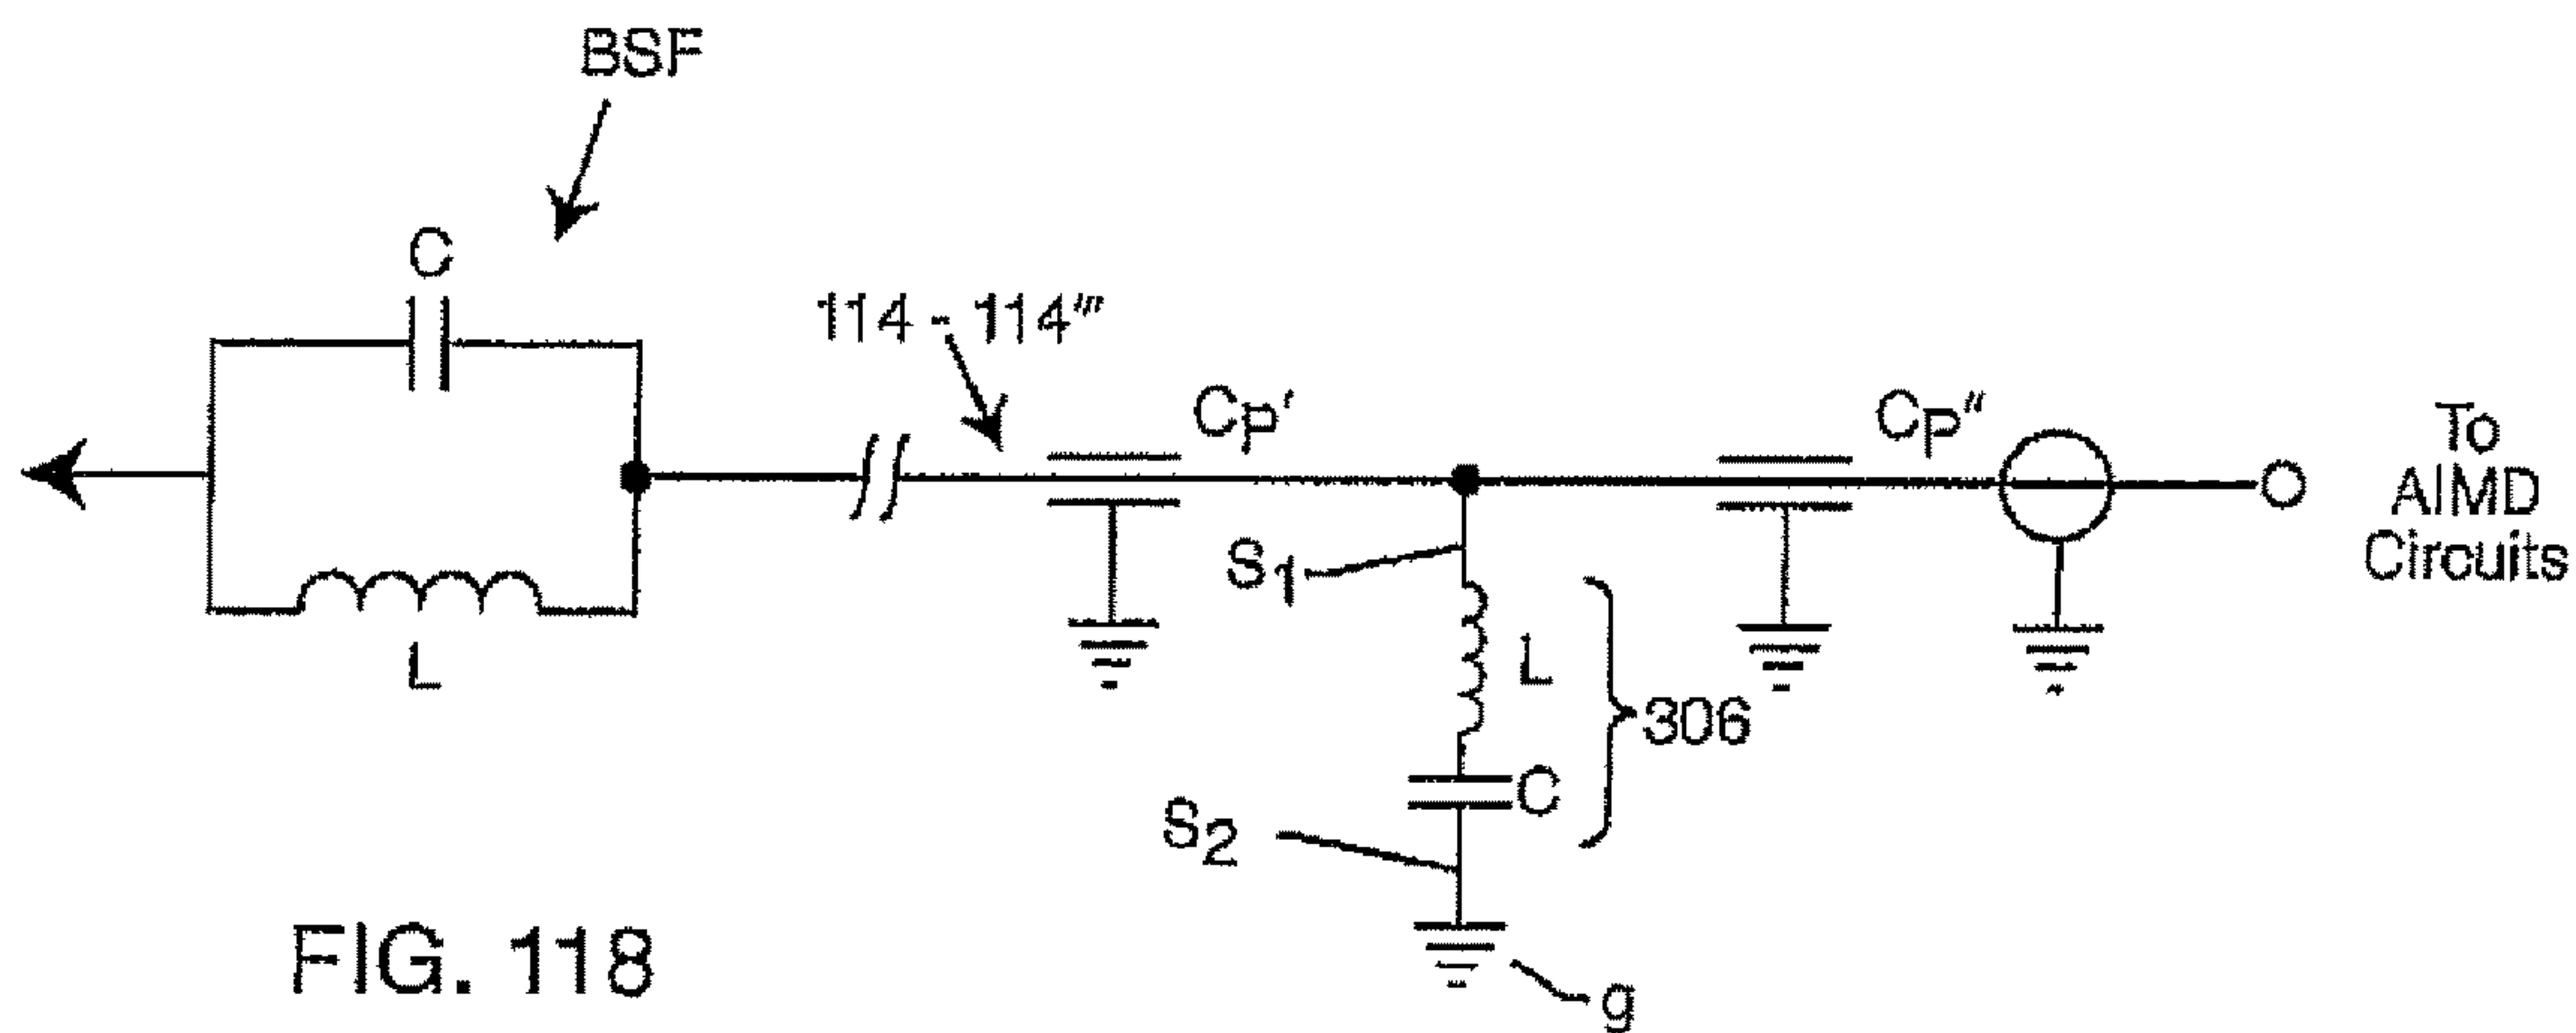 BSF
C
114 - 114‴
CP′
CP″
To
AIMD
Circuits
S1
L
L
306
C
S2
FIG. 118
g